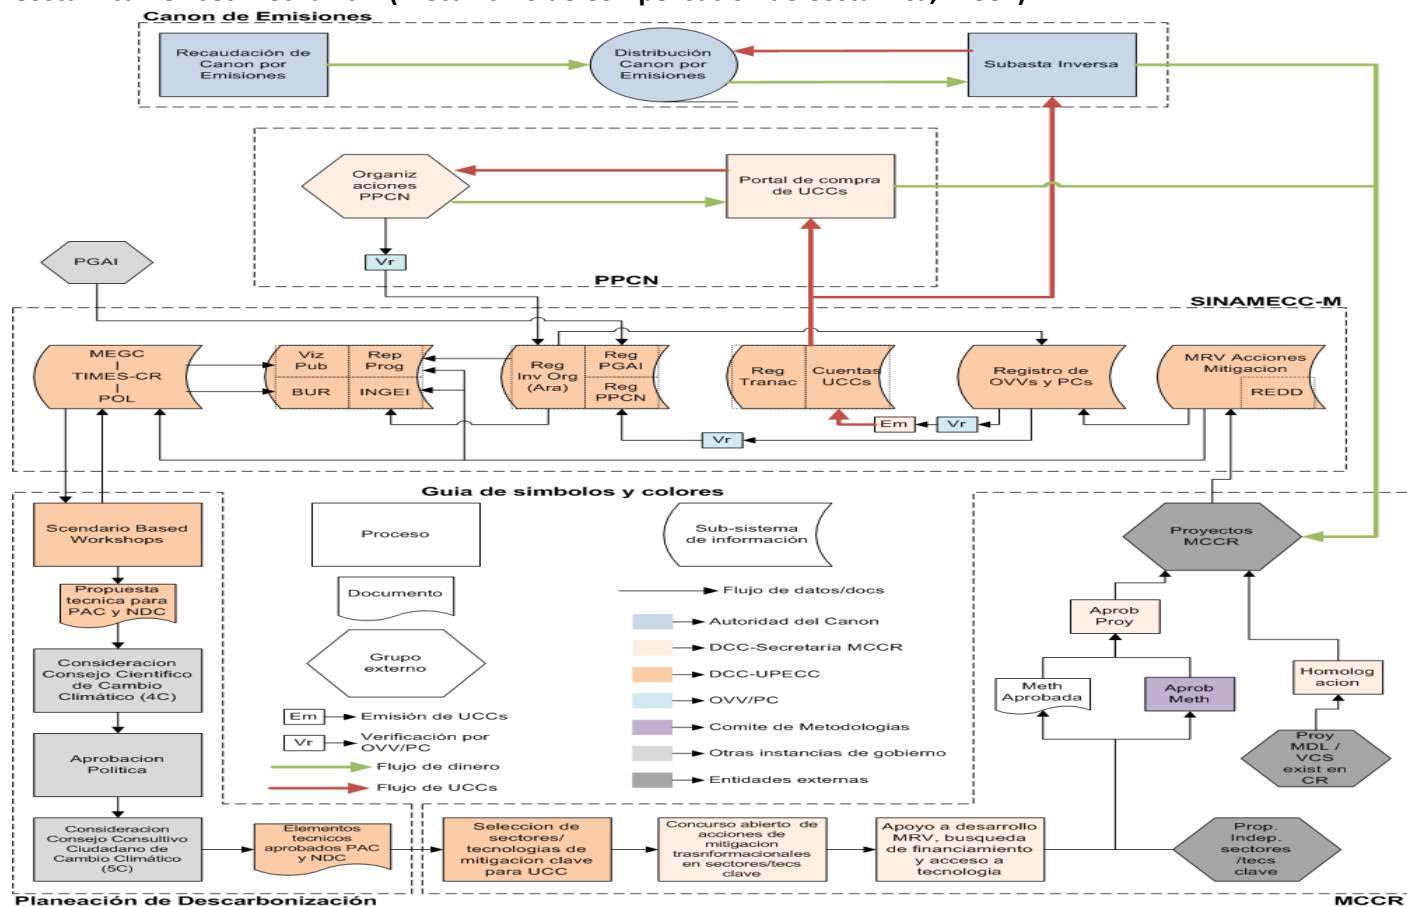 Canon de Emisiones
Recaudación de
Canon por
Emisiones
Distribución
Canon por
Emisiones
Subasta Inversa
Organiz
aciones
PPCN
Portal de compra
de UCCs
Vr
PPCN
PGAI
SINAMECC-M
MEGC
TIMES-CR
POL
Viz
Pub
Rep
Prog
BUR
INGEI
Reg
Inv Org
(Ara)
Reg
PGAI
Reg
PPCN
Reg
Tranac
Cuentas
UCCs
Registro de
OVVs y PCs
MRV Acciones
Mitigacion
REDD
Em
Vr
Vr
Guia de simbolos y colores
Scendario Based
Workshops
Propuesta
tecnica para
PAC y NDC
Consideracion
Consejo Cientifico
de Cambio
Climático (4C)
Aprobacion
Politica
Consideracion
Consejo Consultivo
Ciudadano de
Cambio Climático
(5C)
Elementos
tecnicos
aprobados PAC
y NDC
Planeación de Descarbonización
Proceso
Sub-sistema
de información
Documento
Grupo
externo
Em
Emisión de UCCs
Vr
Verificación por
OVV/PC
Flujo de dinero
Flujo de UCCs
Flujo de datos/docs
Autoridad del Canon
DCC-Secretaría MCCR
DCC-UPECC
OVV/PC
Comite de Metodologias
Otras instancias de gobierno
Entidades externas
Seleccion de
sectores/
tecnologias de
mitigacion clave
para UCC
Concurso abierto de
acciones de
mitigacion
trasnformacionales
en sectores/tecs
clave
Apoyo a desarrollo
MRV, busqueda
de financiamiento
y acceso a
tecnologia
Proyectos
MCCR
Aprob
Proy
Meth
Aprobada
Aprob
Meth
Homolog
acion
Proy
MDL /
VCS
exist en
CR
Prop.
Indep.
sectores
/tecs
clave
MCCR